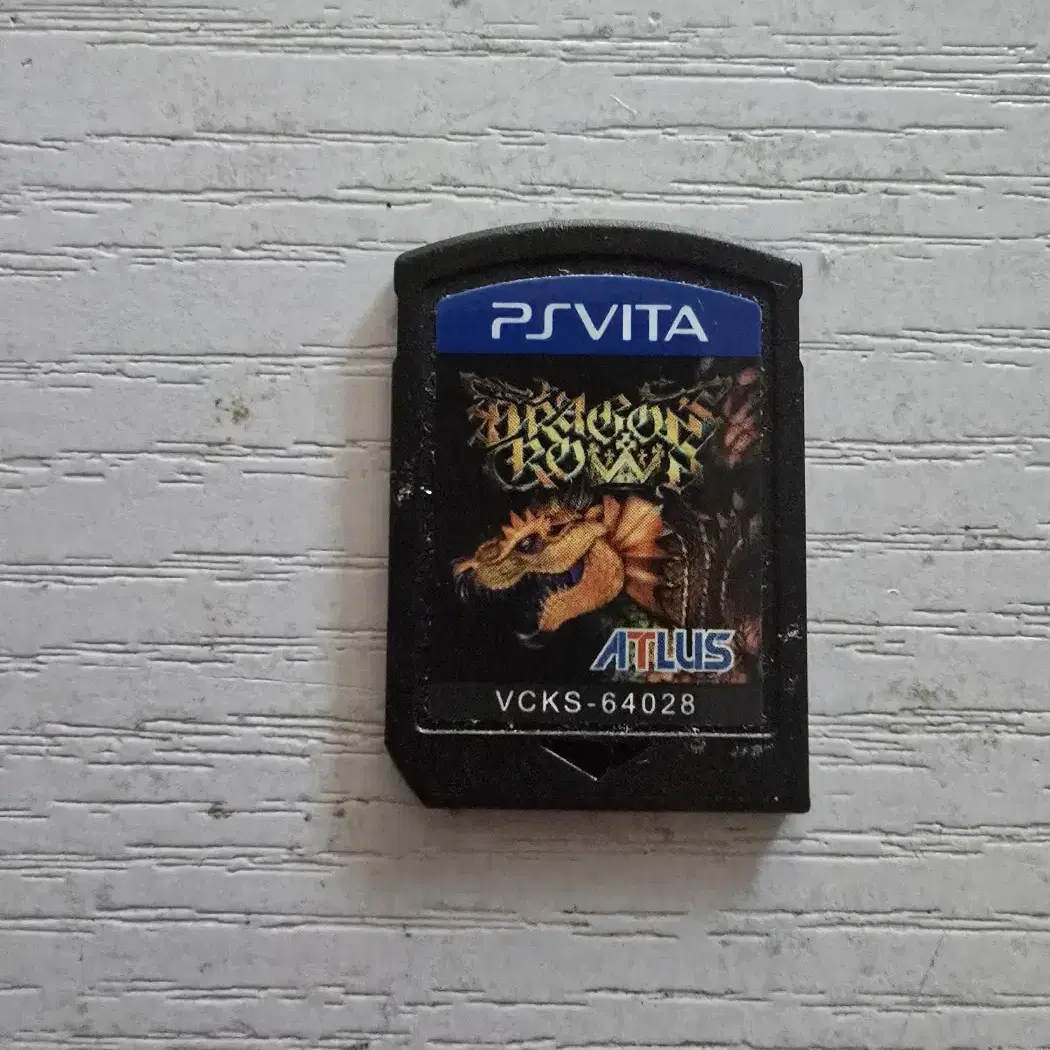 PSVITA
DRAGON'S
CROWN
ATLUS
VCKS-64028